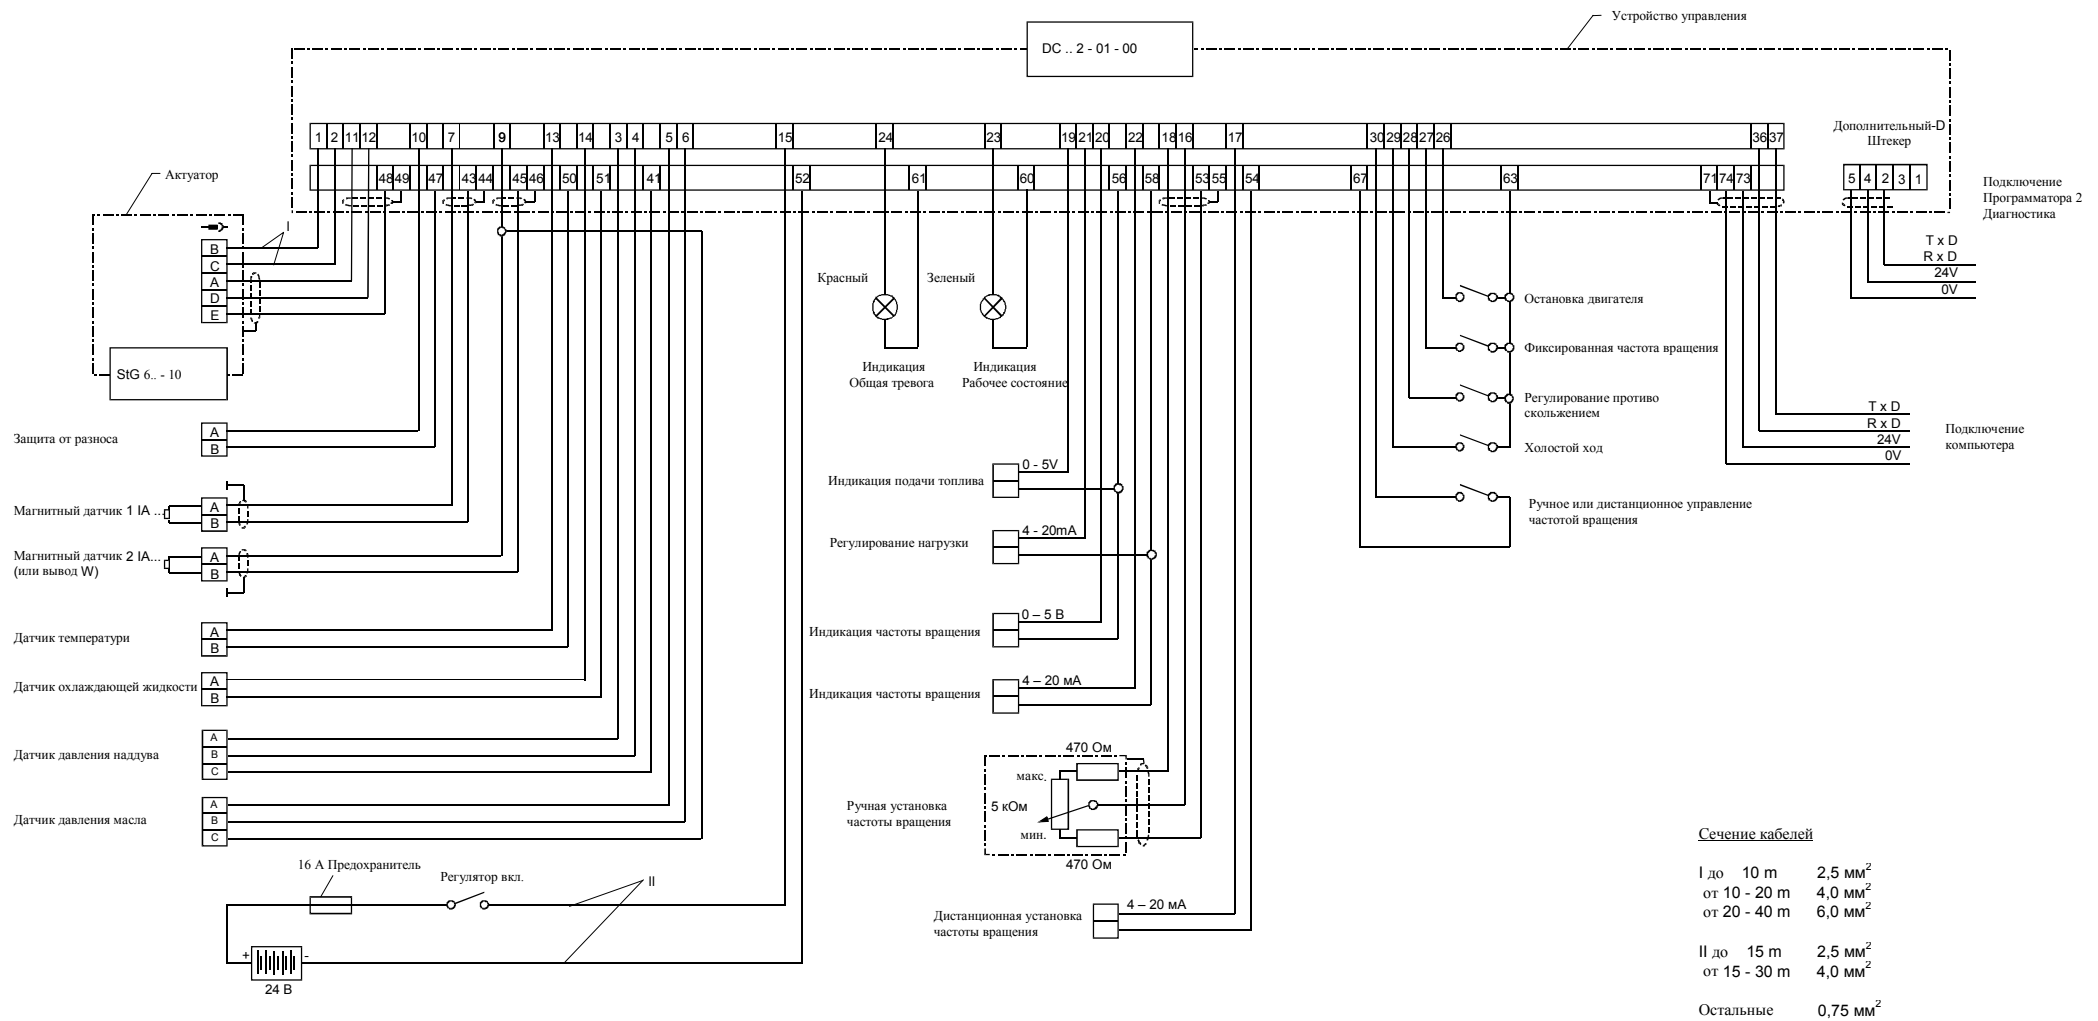 Устройство управления
DC .. 2 - 01 - 00
1 2 11 12 10 7 9 13 14 3 4 5 6 15 24 23 19 21 20 22 18 16 17 30 29 28 27 26 36 37
48 49 47 43 44 45 46 50 51 41 52 61 60 56 58 53 55 54 67 63 71 74 73
Дополнительный-D
Штекер
5 4 2 3 1
Подключение
Программатора 2
Диагностика
T x D
R x D
24V
0V
Актуатор
I
B
C
A
D
E
StG 6.. - 10
Защита от разноса
A
B
Магнитный датчик 1 IA ...
A
B
Магнитный датчик 2 IA...
(или вывод W)
A
B
Датчик температури
A
B
Датчик охлаждающей жидкости
A
B
Датчик давления наддува
A
B
C
Датчик давления масла
A
B
C
16 А Предохранитель
Регулятор вкл.
II
+
-
24 В
Красный
Зеленый
Индикация
Общая тревога
Индикация
Рабочее состояние
Индикация подачи топлива
0 - 5V
Регулирование нагрузки
4 - 20mA
Индикация частоты вращения
0 – 5 В
Индикация частоты вращения
4 – 20 мА
470 Ом
макс.
5 кОм
мин.
470 Ом
Ручная установка
частоты вращения
Дистанционная установка
частоты вращения
4 – 20 мА
Остановка двигателя
Фиксированная частота вращения
Регулирование противо
скольжением
Холостой ход
Ручное или дистанционное управление
частотой вращения
T x D
R x D
24V
0V
Подключение
компьютера
Сечение кабелей
I до 10 m 2,5 мм2
от 10 - 20 m 4,0 мм2
от 20 - 40 m 6,0 мм2
II до 15 m 2,5 мм2
от 15 - 30 m 4,0 мм2
Остальные 0,75 мм2